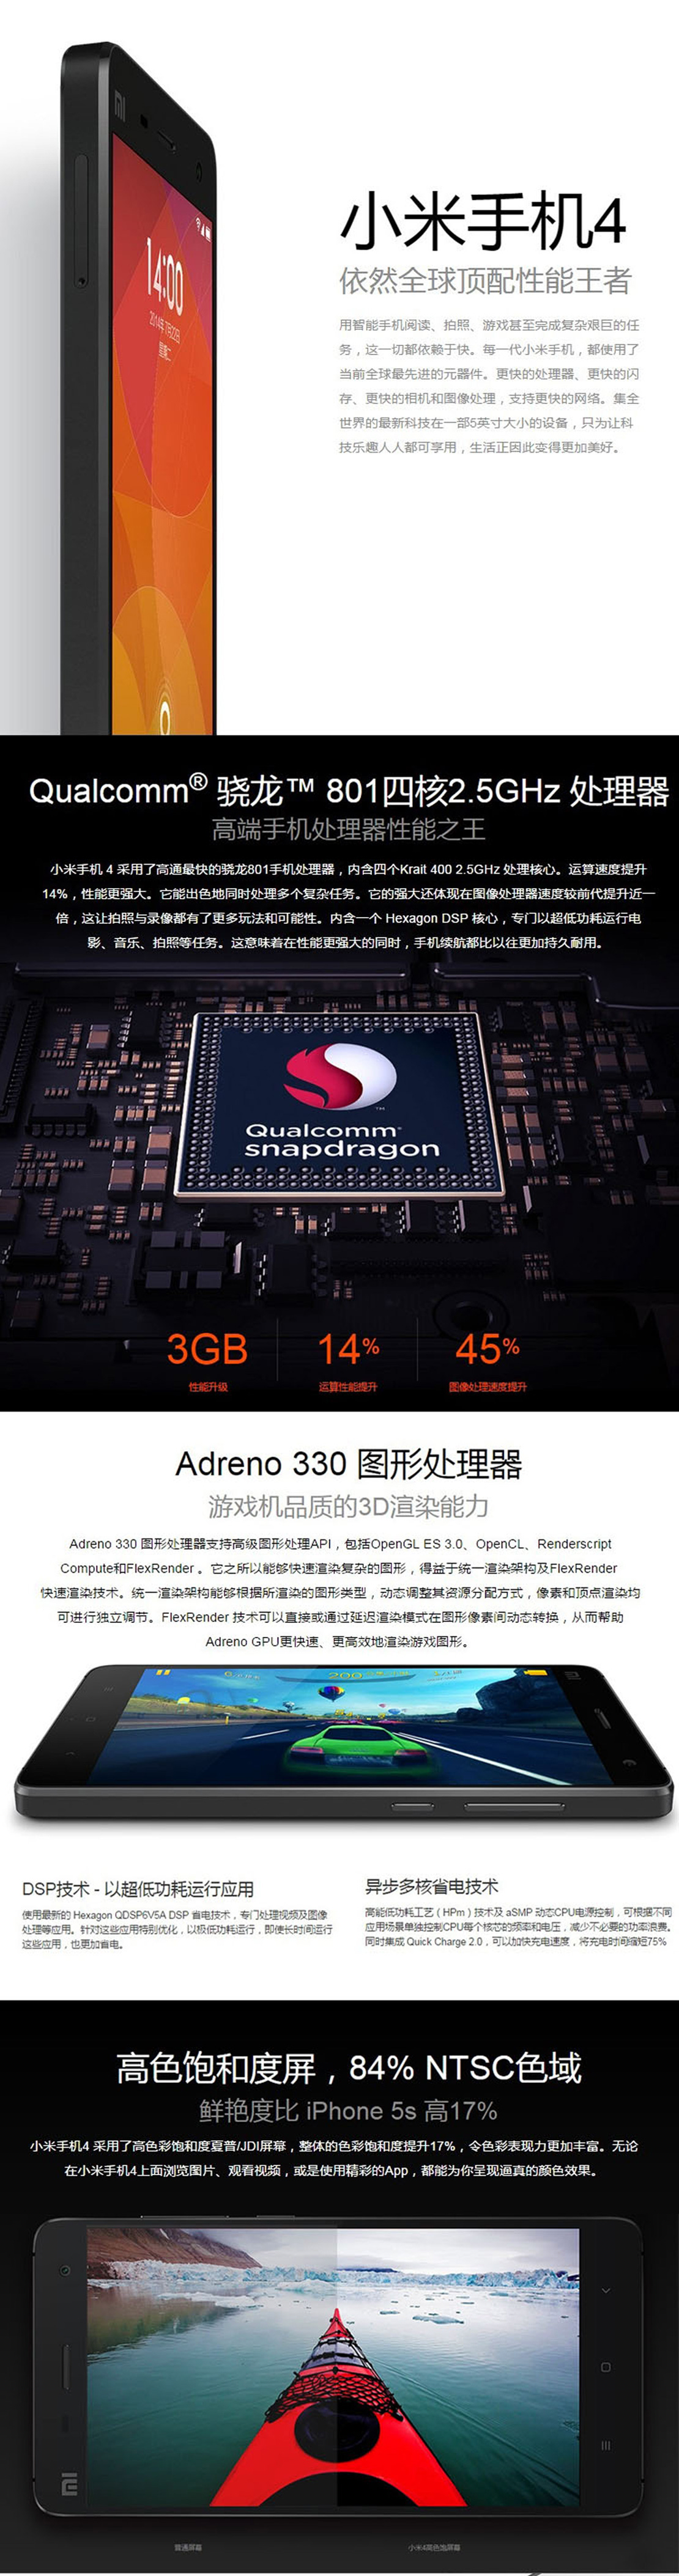 小米手机4
依然全球顶配性能王者
用智能手机阅读、拍照、游戏甚至完成复杂艰巨的任
务，这一切都依赖于快。每一代小米手机，都使用了
当前全球最先进的元器件。更快的处理器、更快的闪
存、更快的相机和图像处理，支持更快的网络。集全
世界的最新科技在一部5英寸大小的设备，只为让科
技乐趣人人都可享用，生活正因此变得更加美好。
14:00
2014年7月22日
星期二
Qualcomm® 骁龙™ 801四核2.5GHz 处理器
高端手机处理器性能之王
小米手机 4 采用了高通最快的骁龙801手机处理器，内含四个Krait 400 2.5GHz 处理核心。运算速度提升
14%，性能更强大。它能出色地同时处理多个复杂任务。它的强大还体现在图像处理器速度较前代提升近一
倍，这让拍照与录像都有了更多玩法和可能性。内含一个 Hexagon DSP 核心，专门以超低功耗运行电
影、音乐、拍照等任务。这意味着在性能更强大的同时，手机续航都比以往更加持久耐用。
Qualcomm
snapdragon
3GB 14% 45%
性能升级 运算性能提升 图像处理速度提升
Adreno 330 图形处理器
游戏机品质的3D渲染能力
Adreno 330 图形处理器支持高级图形处理API，包括OpenGL ES 3.0、OpenCL、Renderscript
Compute和FlexRender 。它之所以能够快速渲染复杂的图形，得益于统一渲染架构及FlexRender
快速渲染技术。统一渲染架构能够根据所渲染的图形类型，动态调整其资源分配方式，像素和顶点渲染均
可进行独立调节。FlexRender 技术可以直接或通过延迟渲染模式在图形像素间动态转换，从而帮助
Adreno GPU更快速、更高效地渲染游戏图形。
DSP技术 - 以超低功耗运行应用
使用最新的 Hexagon QDSP6V5A DSP 省电技术，专门处理视频及图像
处理等应用。针对这些应用特别优化，以极低功耗运行，即使长时间运行
这些应用，也更加省电。
异步多核省电技术
高能低功耗工艺（HPm）技术及 aSMP 动态CPU电源控制，可根据不同
应用场景单独控制CPU每个核芯的频率和电压，减少不必要的功率浪费。
同时集成 Quick Charge 2.0，可以加快充电速度，将充电时间缩短75%
高色饱和度屏，84% NTSC色域
鲜艳度比 iPhone 5s 高17%
小米手机4 采用了高色彩饱和度夏普/JDI屏幕，整体的色彩饱和度提升17%，令色彩表现力更加丰富。无论
在小米手机4上面浏览图片、观看视频，或是使用精彩的App，都能为你呈现逼真的颜色效果。
普通屏幕 小米4高色饱屏幕